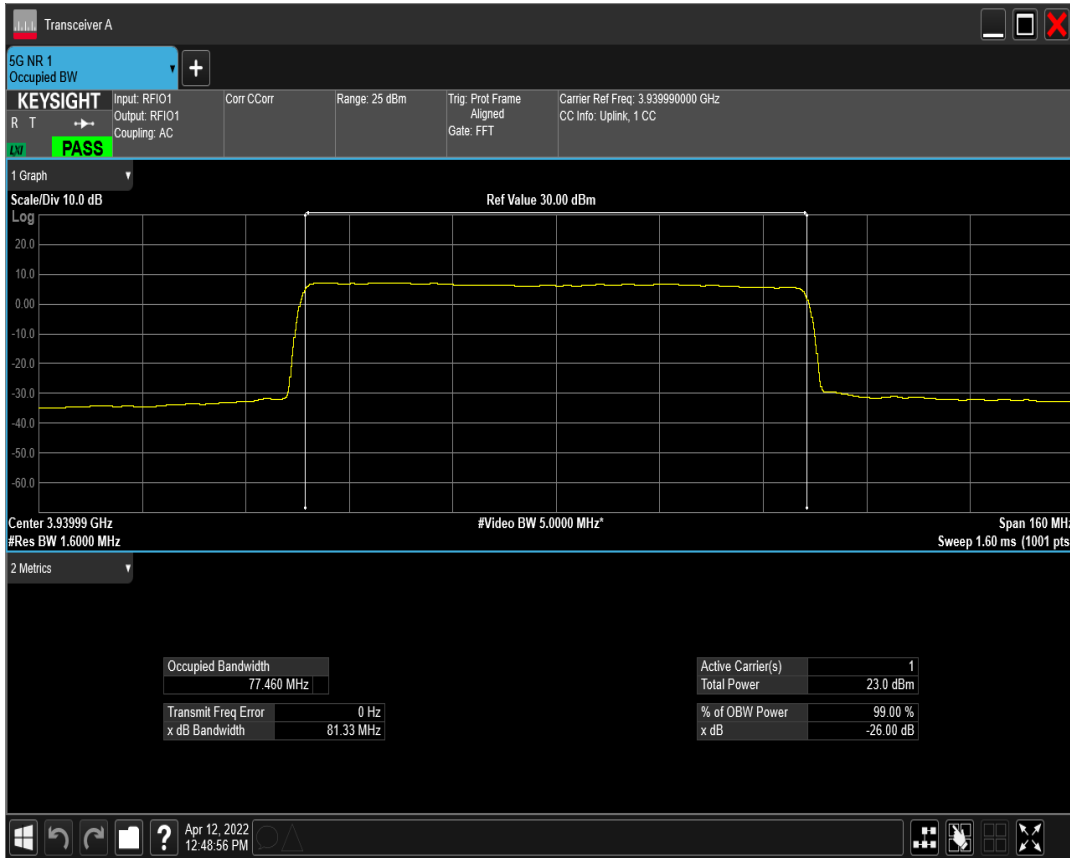 Transceiver A
5G NR 1
Occupied BW
+
KEYSIGHT
R T
LXI
PASS
Input: RFIO1
Output: RFIO1
Coupling: AC
Corr CCorr
Range: 25 dBm
Trig: Prot Frame
Aligned
Gate: FFT
Carrier Ref Freq: 3.939990000 GHz
CC Info: Uplink, 1 CC
1 Graph
Scale/Div 10.0 dB
Ref Value 30.00 dBm
Log
20.0
10.0
0.00
-10.0
-20.0
-30.0
-40.0
-50.0
-60.0
Center 3.93999 GHz
#Video BW 5.0000 MHz*
Span 160 MHz
#Res BW 1.6000 MHz
Sweep 1.60 ms (1001 pts
2 Metrics
Occupied Bandwidth
77.460 MHz
Transmit Freq Error 0 Hz
x dB Bandwidth 81.33 MHz
Active Carrier(s) 1
Total Power 23.0 dBm
% of OBW Power 99.00 %
x dB -26.00 dB
?
Apr 12, 2022
12:48:56 PM